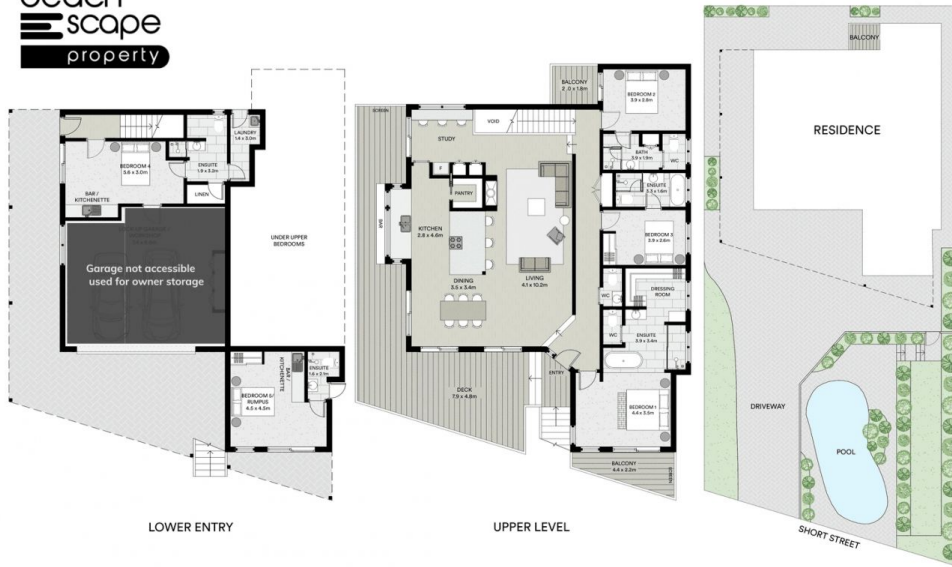 beach
scape
property
BEDROOM 4
3.6 x 3.0m
BAR /
KITCHENETTE
ENSUITE
1.9 x 3.2m
LAUNDRY
1.6 x 3.0m
LINEN
Garage not accessible
used for owner storage
UNDER UPPER
BEDROOMS
BEDROOM 5/
RUMPUS
4.5 x 4.5m
BAR /
KITCHENETTE
ENSUITE
1.6 x 2.1m
LOWER ENTRY
SCREEN
STUDY
VOID
BALCONY
2.0 x 1.8m
BEDROOM 2
3.9 x 2.8m
BATH
3.0 x 1.9m
WC
ENSUITE
3.3 x 1.6m
F
PANTRY
BAR
KITCHEN
2.8 x 4.6m
DINING
3.5 x 3.4m
LIVING
4.1 x 10.2m
BEDROOM 3
3.9 x 2.6m
DRESSING
ROOM
WC
WC
ENSUITE
3.9 x 3.4m
ENTRY
DECK
7.9 x 4.8m
BEDROOM 1
4.4 x 3.5m
BALCONY
4.4 x 2.2m
SCREEN
UPPER LEVEL
BALCONY
RESIDENCE
DRIVEWAY
POOL
SHORT STREET